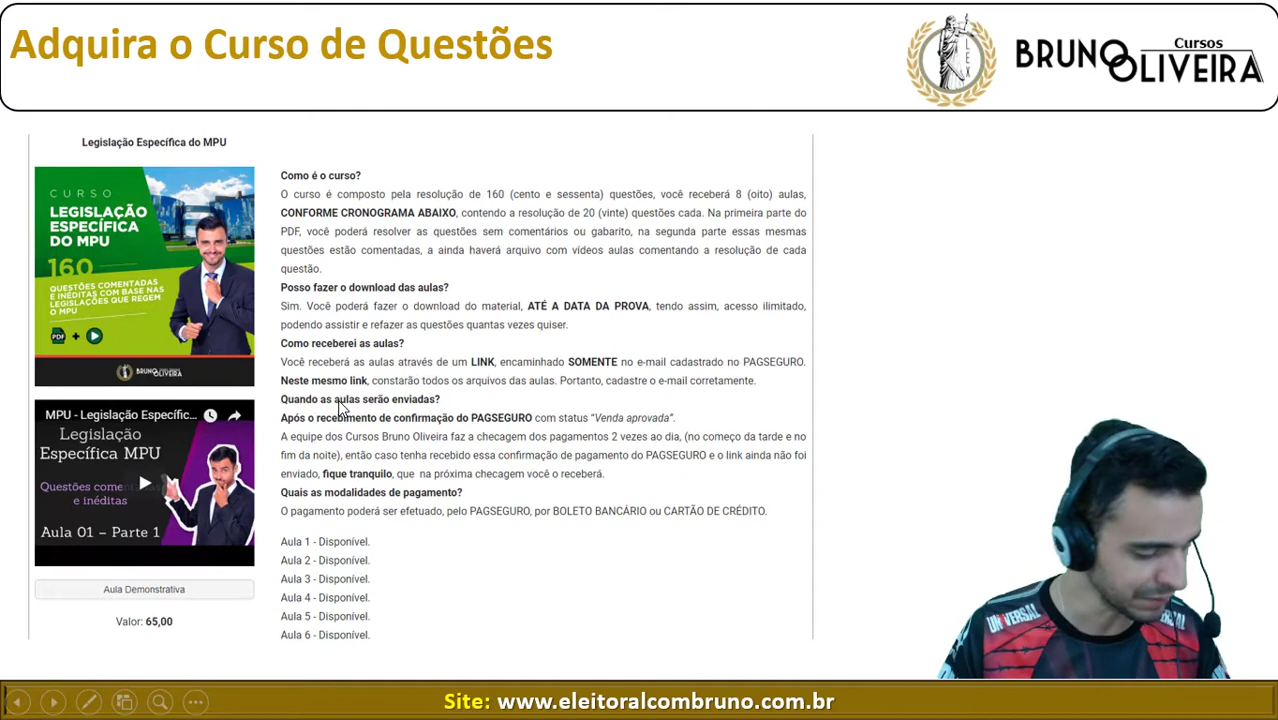 Adquira o Curso de Questões
LEX
BRUNO OLIVEIRA
Cursos
Legislação Específica do MPU
CURSO
LEGISLAÇÃO
ESPECÍFICA
DO MPU
160
QUESTÕES COMENTADAS
E INÉDITAS COM BASE NAS
LEGISLAÇÕES QUE REGEM
O MPU
PDF +
BRUNO OLIVEIRA
MPU - Legislação Específic...
Legislação
Específica MPU
Questões come
e inéditas
Aula 01 – Parte 1
Aula Demonstrativa
Valor: 65,00
Como é o curso?
O curso é composto pela resolução de 160 (cento e sessenta) questões, você receberá 8 (oito) aulas,
CONFORME CRONOGRAMA ABAIXO, contendo a resolução de 20 (vinte) questões cada. Na primeira parte do
PDF, você poderá resolver as questões sem comentários ou gabarito, na segunda parte essas mesmas
questões estão comentadas, a ainda haverá arquivo com vídeos aulas comentando a resolução de cada
questão.
Posso fazer o download das aulas?
Sim. Você poderá fazer o download do material, ATÉ A DATA DA PROVA, tendo assim, acesso ilimitado,
podendo assistir e refazer as questões quantas vezes quiser.
Como receberei as aulas?
Você receberá as aulas através de um LINK, encaminhado SOMENTE no e-mail cadastrado no PAGSEGURO.
Neste mesmo link, constarão todos os arquivos das aulas. Portanto, cadastre o e-mail corretamente.
Quando as aulas serão enviadas?
Após o recebimento de confirmação do PAGSEGURO com status “Venda aprovada”.
A equipe dos Cursos Bruno Oliveira faz a checagem dos pagamentos 2 vezes ao dia, (no começo da tarde e no
fim da noite), então caso tenha recebido essa confirmação de pagamento do PAGSEGURO e o link ainda não foi
enviado, fique tranquilo, que na próxima checagem você o receberá.
Quais as modalidades de pagamento?
O pagamento poderá ser efetuado, pelo PAGSEGURO, por BOLETO BANCÁRIO ou CARTÃO DE CRÉDITO.
Aula 1 - Disponível.
Aula 2 - Disponível.
Aula 3 - Disponível.
Aula 4 - Disponível.
Aula 5 - Disponível.
Aula 6 - Disponível.
UNIVERSAL
Site: www.eleitoralcombruno.com.br